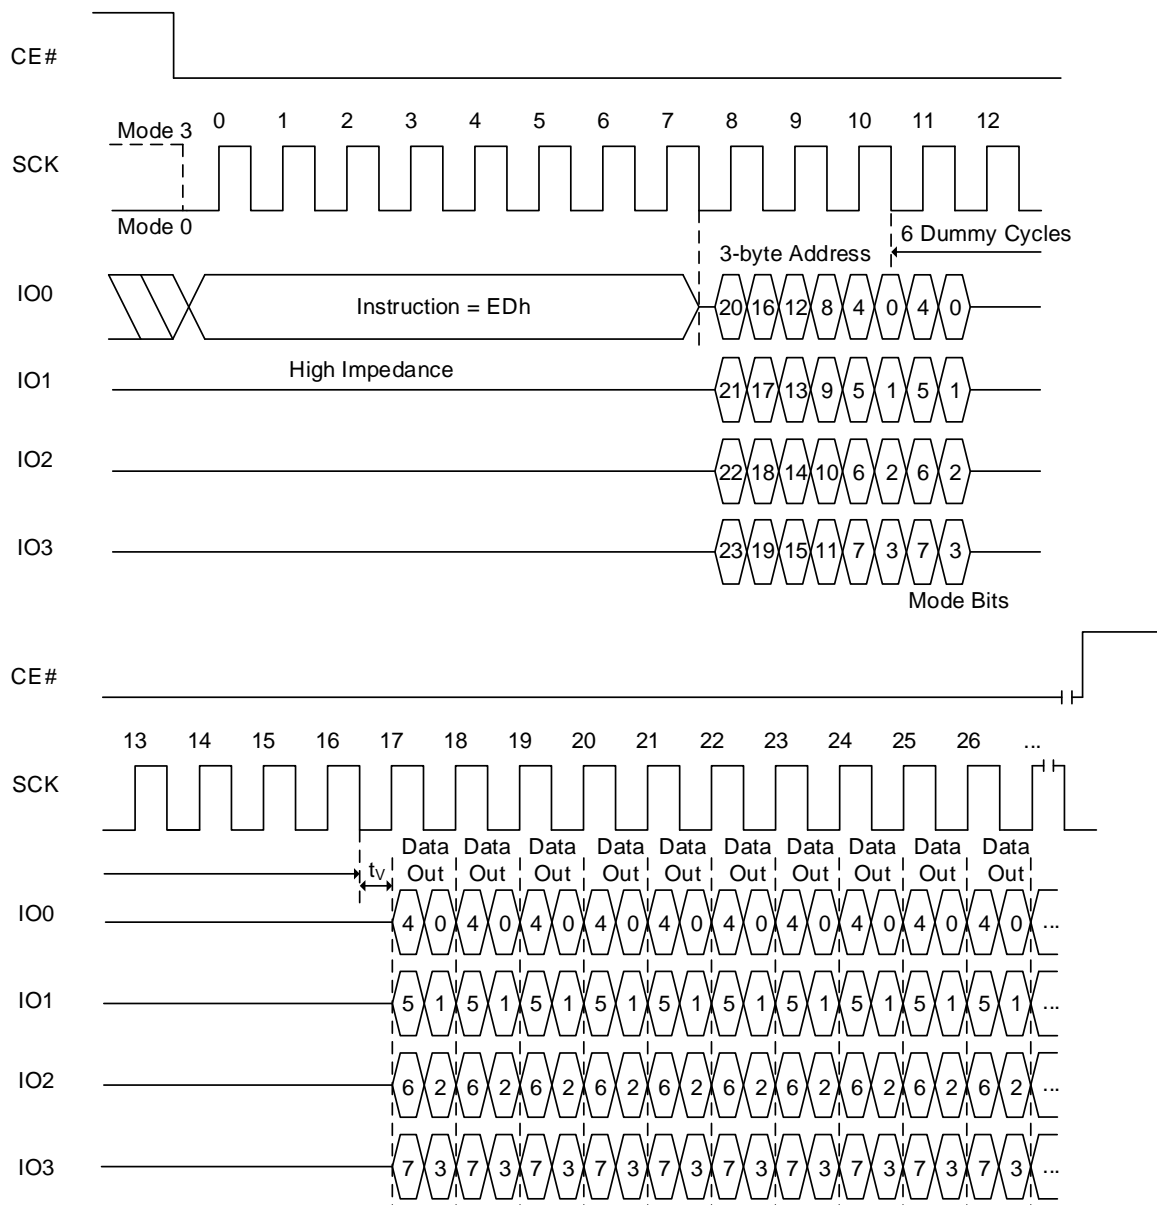 CE#
0 1 2 3 4 5 6 7 8 9 10 11 12
Mode 3
SCK
Mode 0
6 Dummy Cycles
3-byte Address
IO0
Instruction = EDh
20 16 12 8 4 0 4 0
High Impedance
IO1
21 17 13 9 5 1 5 1
IO2
22 18 14 10 6 2 6 2
IO3
23 19 15 11 7 3 7 3
Mode Bits
CE#
13 14 15 16 17 18 19 20 21 22 23 24 25 26 ...
SCK
Data Data Data Data Data Data Data Data Data Data
tV Out Out Out Out Out Out Out Out Out Out
IO0
4 0 4 0 4 0 4 0 4 0 4 0 4 0 4 0 4 0 4 0 ...
IO1
5 1 5 1 5 1 5 1 5 1 5 1 5 1 5 1 5 1 5 1 ...
IO2
6 2 6 2 6 2 6 2 6 2 6 2 6 2 6 2 6 2 6 2 ...
IO3
7 3 7 3 7 3 7 3 7 3 7 3 7 3 7 3 7 3 7 3 ...